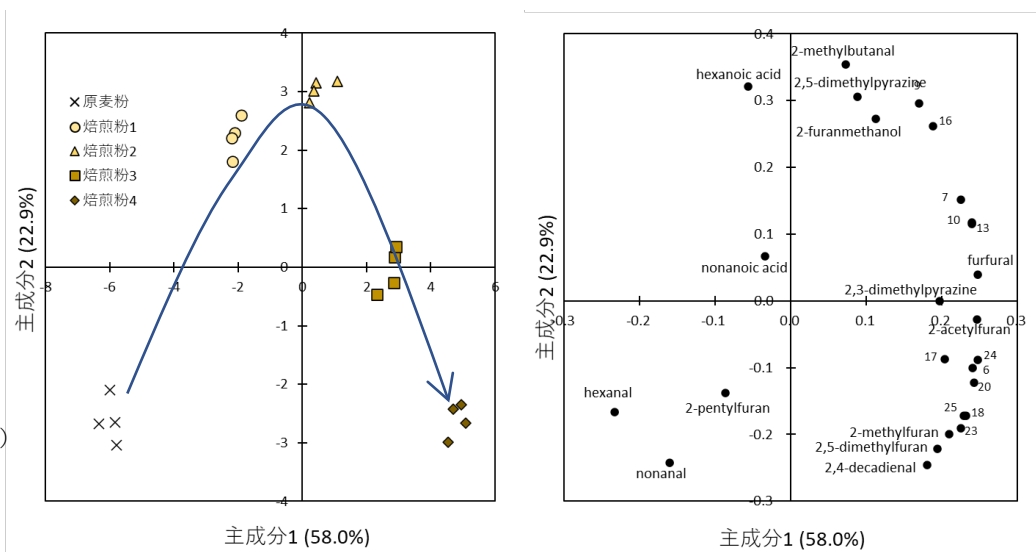 4
3
2
1
0
-1
-2
-3
-4
-8
-6
-4
-2
0
2
4
6
原麦粉
焙煎粉1
焙煎粉2
焙煎粉3
焙煎粉4
主成分2 (22.9%)
主成分1 (58.0%)
)
0.4
0.3
0.2
0.1
0.0
-0.1
-0.2
-0.3
-0.3
-0.2
-0.1
0.0
0.1
0.2
0.3
2-methylbutanal
hexanoic acid
2,5-dimethylpyrazine
9
16
2-furanmethanol
7
10
13
nonanoic acid
furfural
2,3-dimethylpyrazine
2-acetylfuran
17
24
6
20
hexanal
2-pentylfuran
25
18
23
2-methylfuran
2,5-dimethylfuran
2,4-decadienal
nonanal
主成分2 (22.9%)
主成分1 (58.0%)